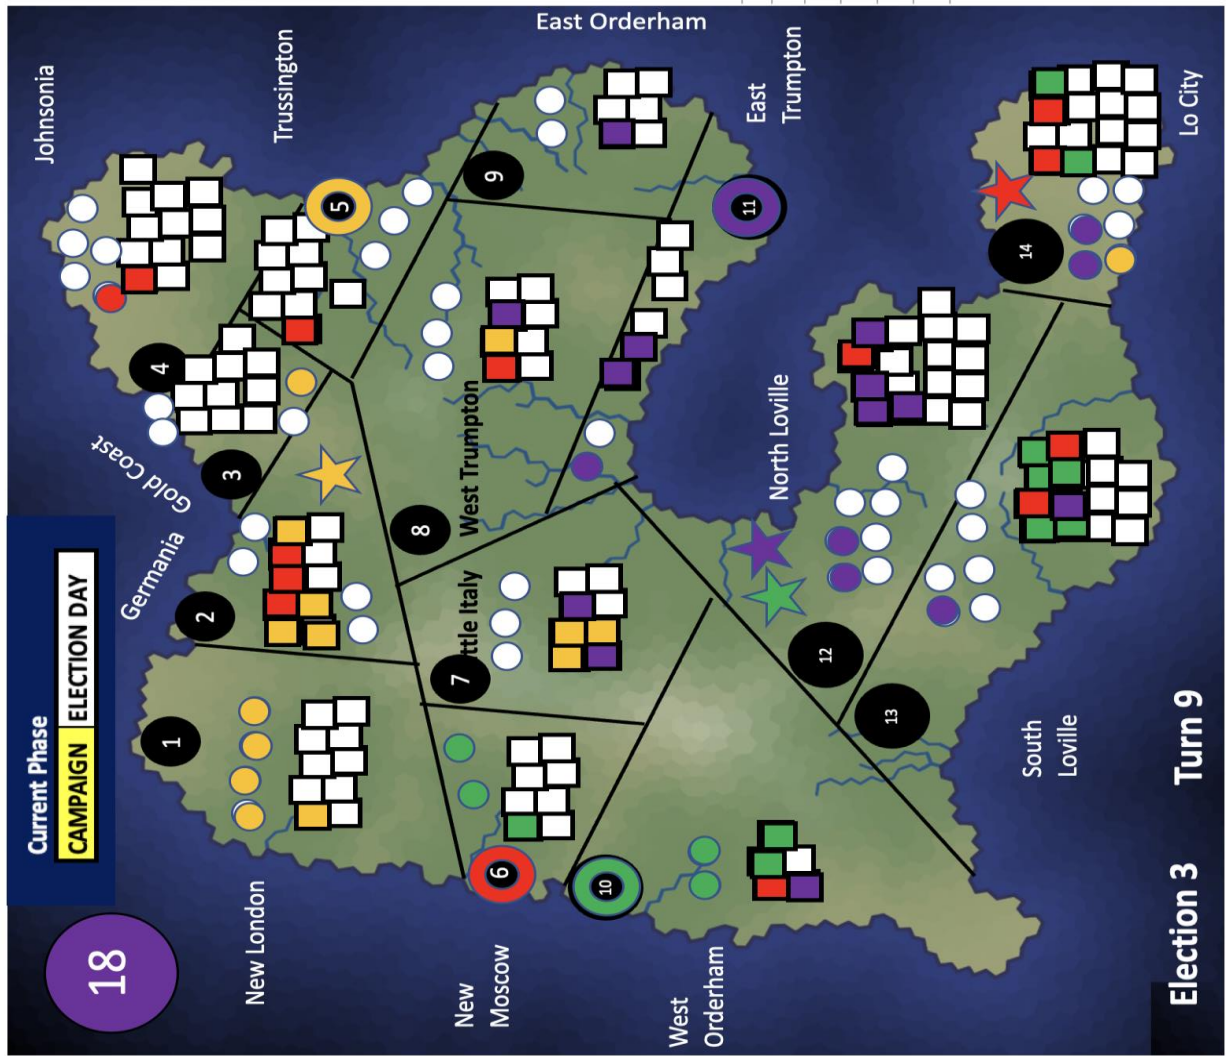 18
Current Phase
CAMPAIGN
ELECTION DAY
Johnsonia
Trussington
East Orderham
East
Trumpton
Lo City
Gold Coast
Germania
New London
New
Moscow
West
Orderham
West Trumpton
ttle Italy
North Loville
South
Loville
1
2
3
4
5
6
7
8
9
10
11
12
13
14
Election 3
Turn 9